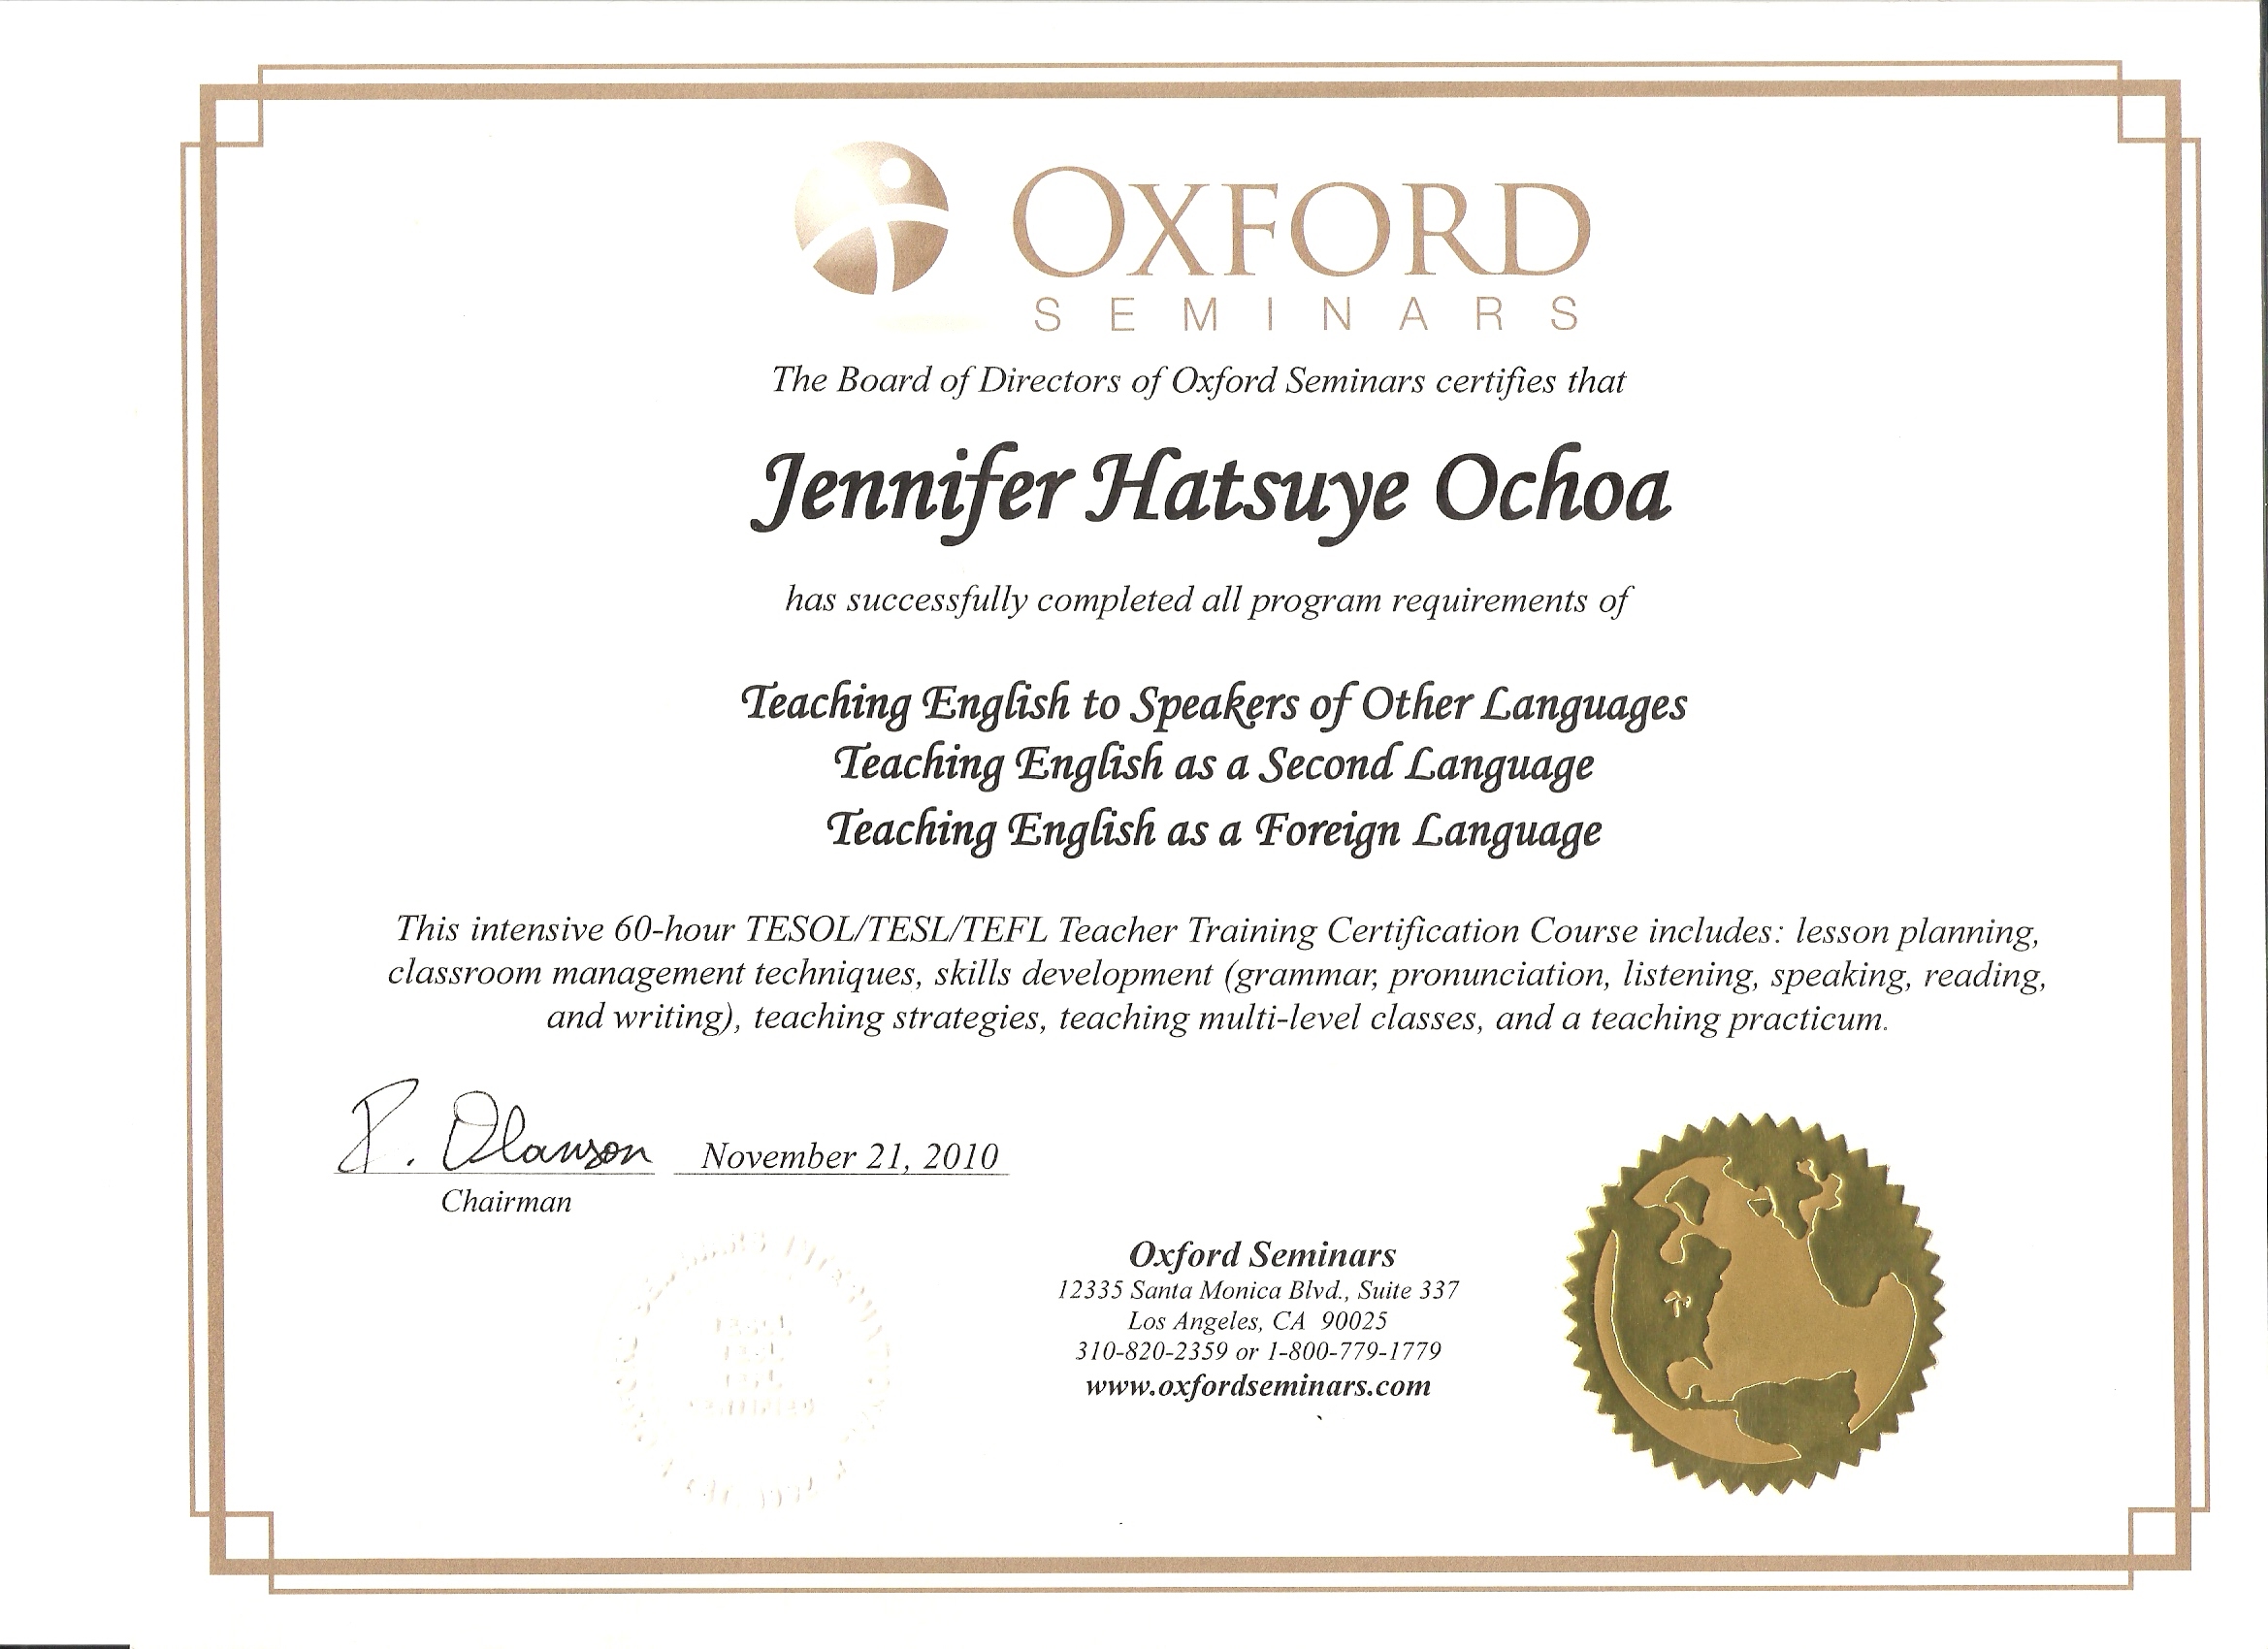 OXFORD
SEMINARS
The Board of Directors of Oxford Seminars certifies that
Jennifer Hatsuye Ochoa
has successfully completed all program requirements of
Teaching English to Speakers of Other Languages
Teaching English as a Second Language
Teaching English as a Foreign Language
This intensive 60-hour TESOL/TESL/TEFL Teacher Training Certification Course includes: lesson planning,
classroom management techniques, skills development (grammar, pronunciation, listening, speaking, reading,
and writing), teaching strategies, teaching multi-level classes, and a teaching practicum.
November 21, 2010
Chairman
Oxford Seminars
12335 Santa Monica Blvd., Suite 337
Los Angeles, CA 90025
310-820-2359 or 1-800-779-1779
www.oxfordseminars.com